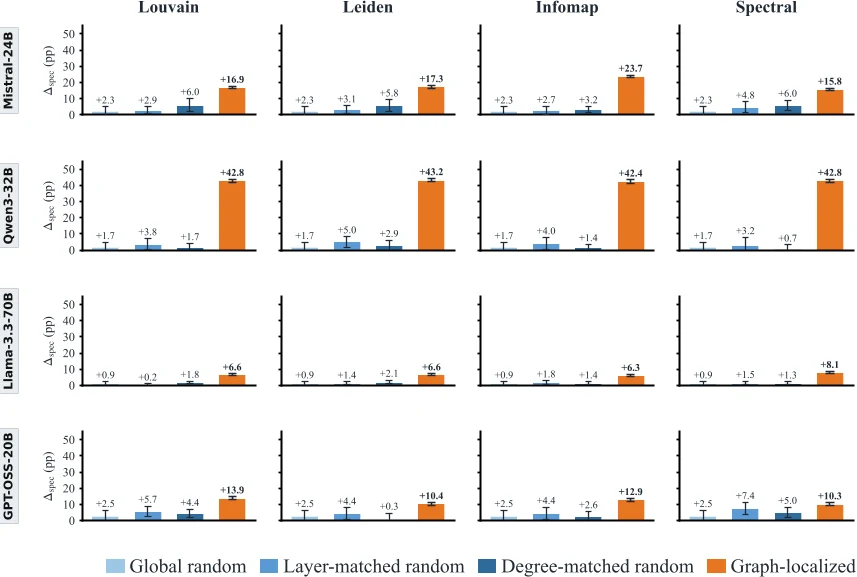 Louvain Leiden Infomap Spectral
Mistral-24B
Δspec (pp)
50
40
30
20
10
0
+2.3 +2.9 +6.0 +16.9
+2.3 +3.1 +5.8 +17.3
+2.3 +2.7 +3.2 +23.7
+2.3 +4.8 +6.0 +15.8
Qwen3-32B
Δspec (pp)
50
40
30
20
10
0
+1.7 +3.8 +1.7 +42.8
+1.7 +5.0 +2.9 +43.2
+1.7 +4.0 +1.4 +42.4
+1.7 +3.2 +0.7 +42.8
Llama-3.3-70B
Δspec (pp)
50
40
30
20
10
0
+0.9 +0.2 +1.8 +6.6
+0.9 +1.4 +2.1 +6.6
+0.9 +1.8 +1.4 +6.3
+0.9 +1.5 +1.3 +8.1
GPT-OSS-20B
Δspec (pp)
50
40
30
20
10
0
+2.5 +5.7 +4.4 +13.9
+2.5 +4.4 +0.3 +10.4
+2.5 +4.4 +2.6 +12.9
+2.5 +7.4 +5.0 +10.3
Global random Layer-matched random Degree-matched random Graph-localized